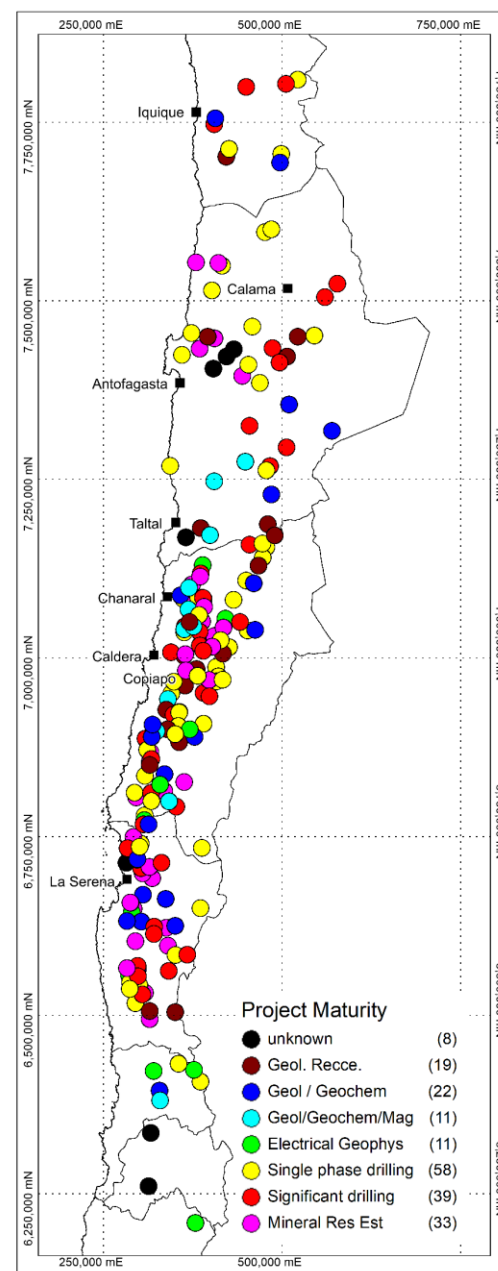 250,000 mE 500,000 mE 750,000 mE
Iquique
7,750,000 mN
Calama
7,500,000 mN
Antofagasta
7,250,000 mN
Taltal
Chanaral
Caldera
7,000,000 mN
Copiapo
6,750,000 mN
La Serena
6,500,000 mN
Project Maturity
unknown (8)
Geol. Recce. (19)
Geol / Geochem (22)
Geol/Geochem/Mag (11)
Electrical Geophys (11)
Single phase drilling (58)
Significant drilling (39)
Mineral Res Est (33)
6,250,000 mN
250,000 mE 500,000 mE